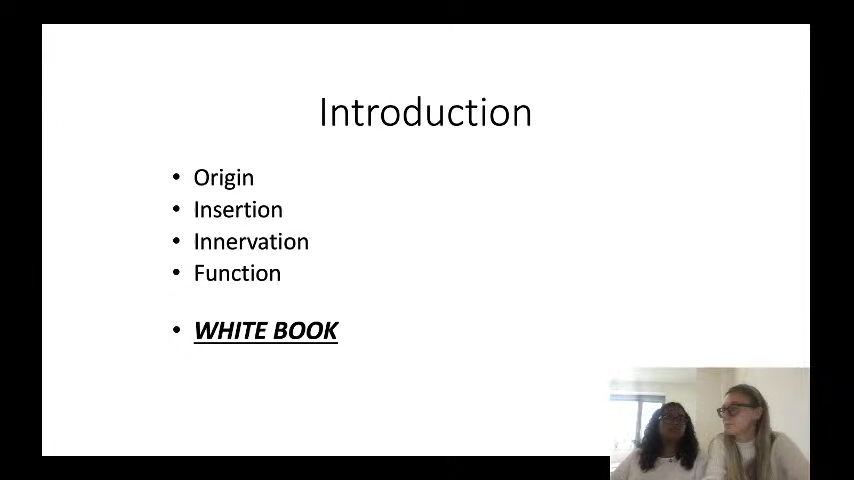 Introduction
• Origin
• Insertion
• Innervation
• Function
• WHITE BOOK